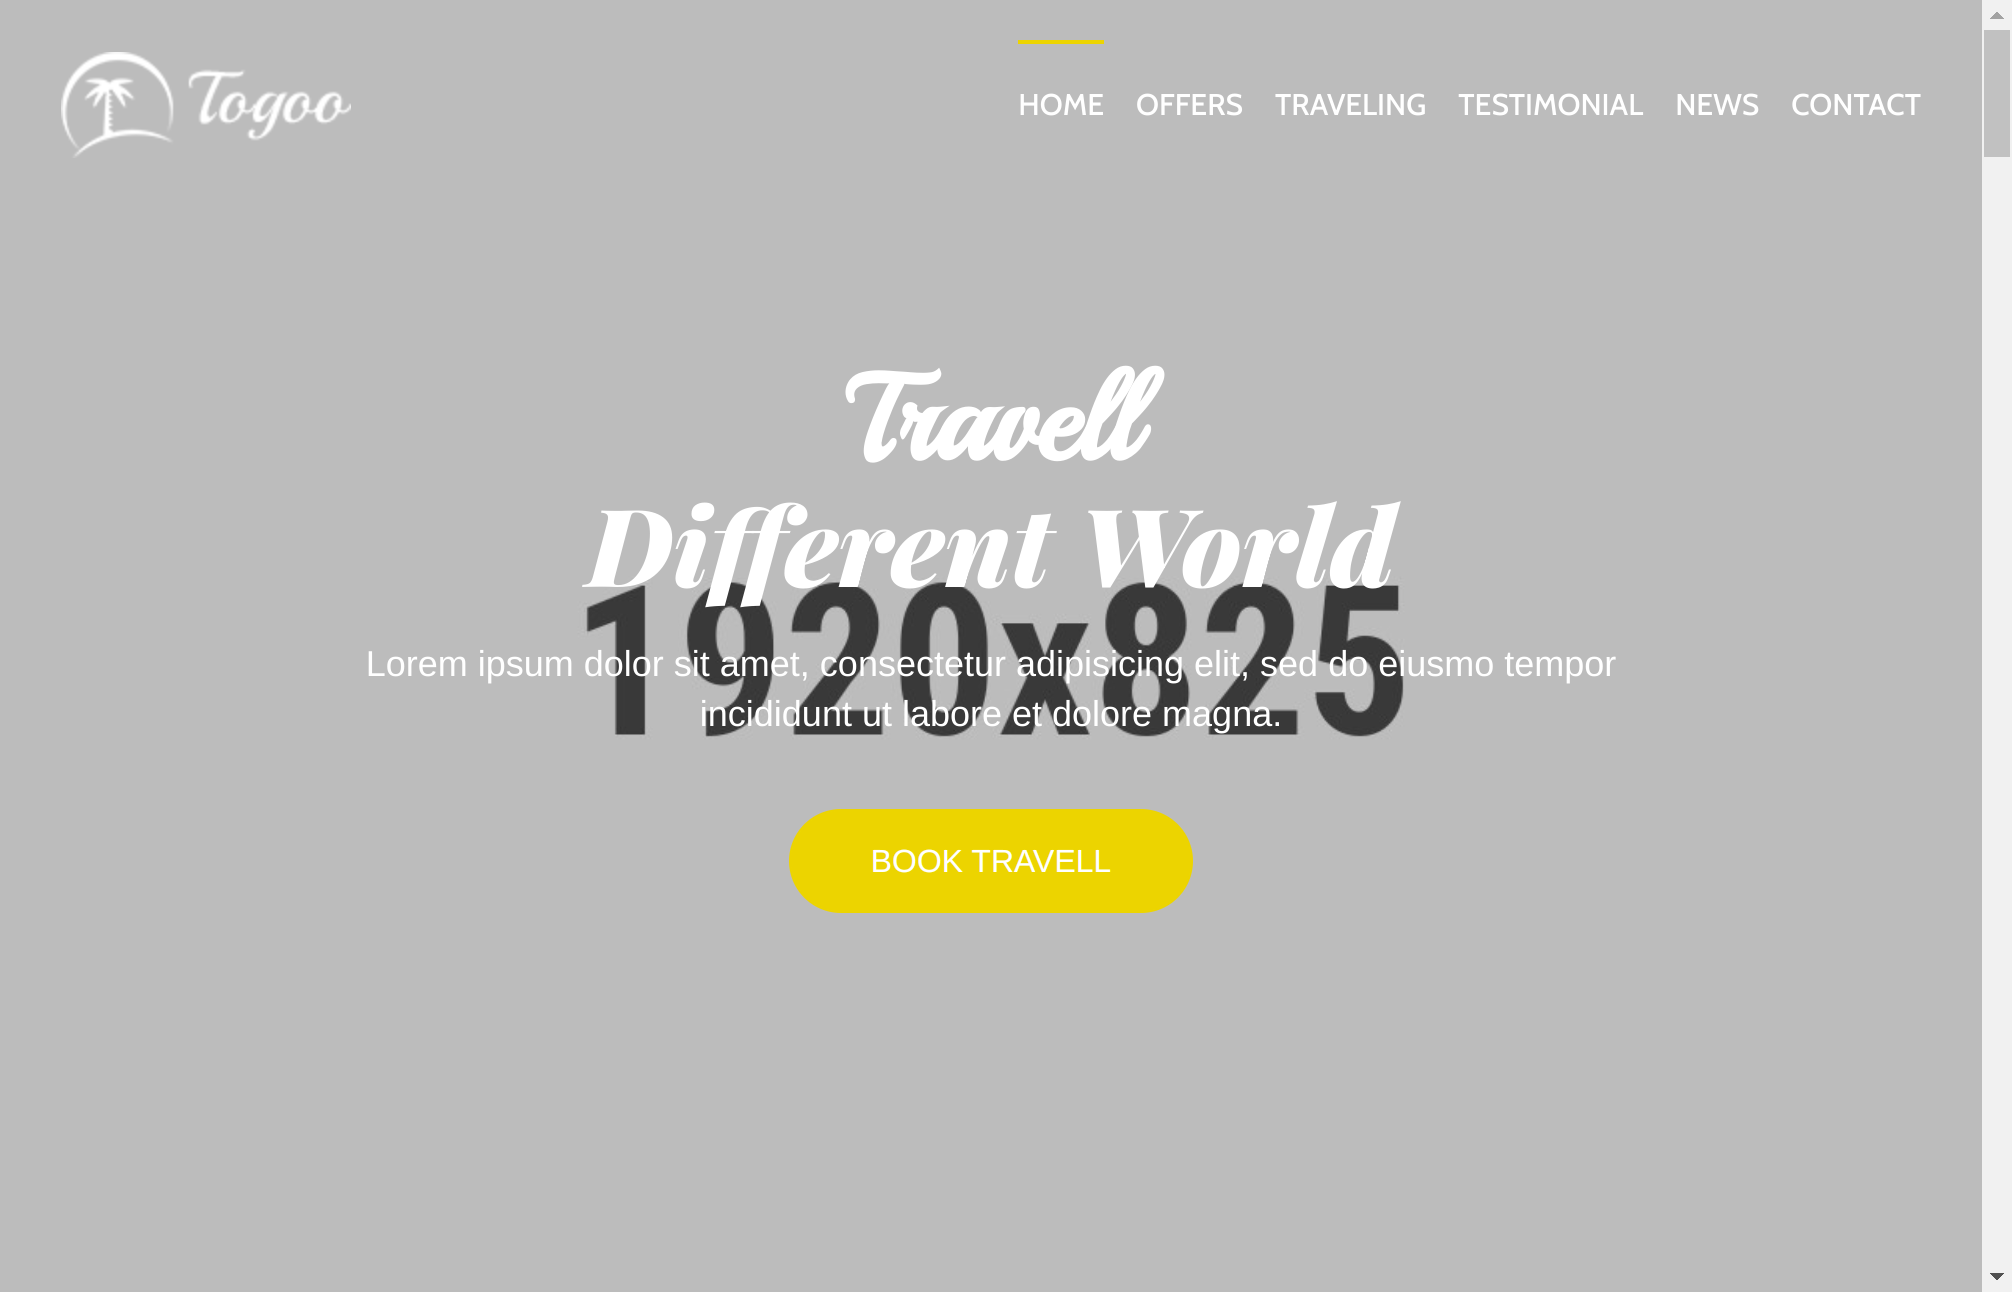 Togoo
HOME OFFERS TRAVELING TESTIMONIAL NEWS CONTACT
Travell
Different World
1920x825
Lorem ipsum dolor sit amet, consectetur adipisicing elit, sed do eiusmo tempor
incididunt ut labore et dolore magna.
BOOK TRAVELL